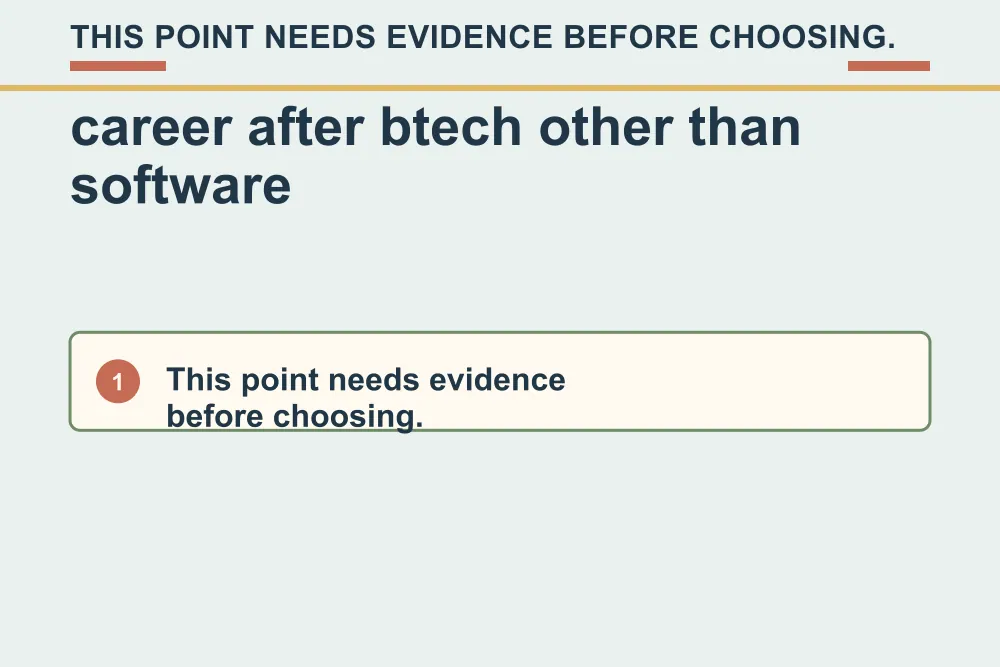 THIS POINT NEEDS EVIDENCE BEFORE CHOOSING.
career after btech other than
software
1
This point needs evidence
before choosing.